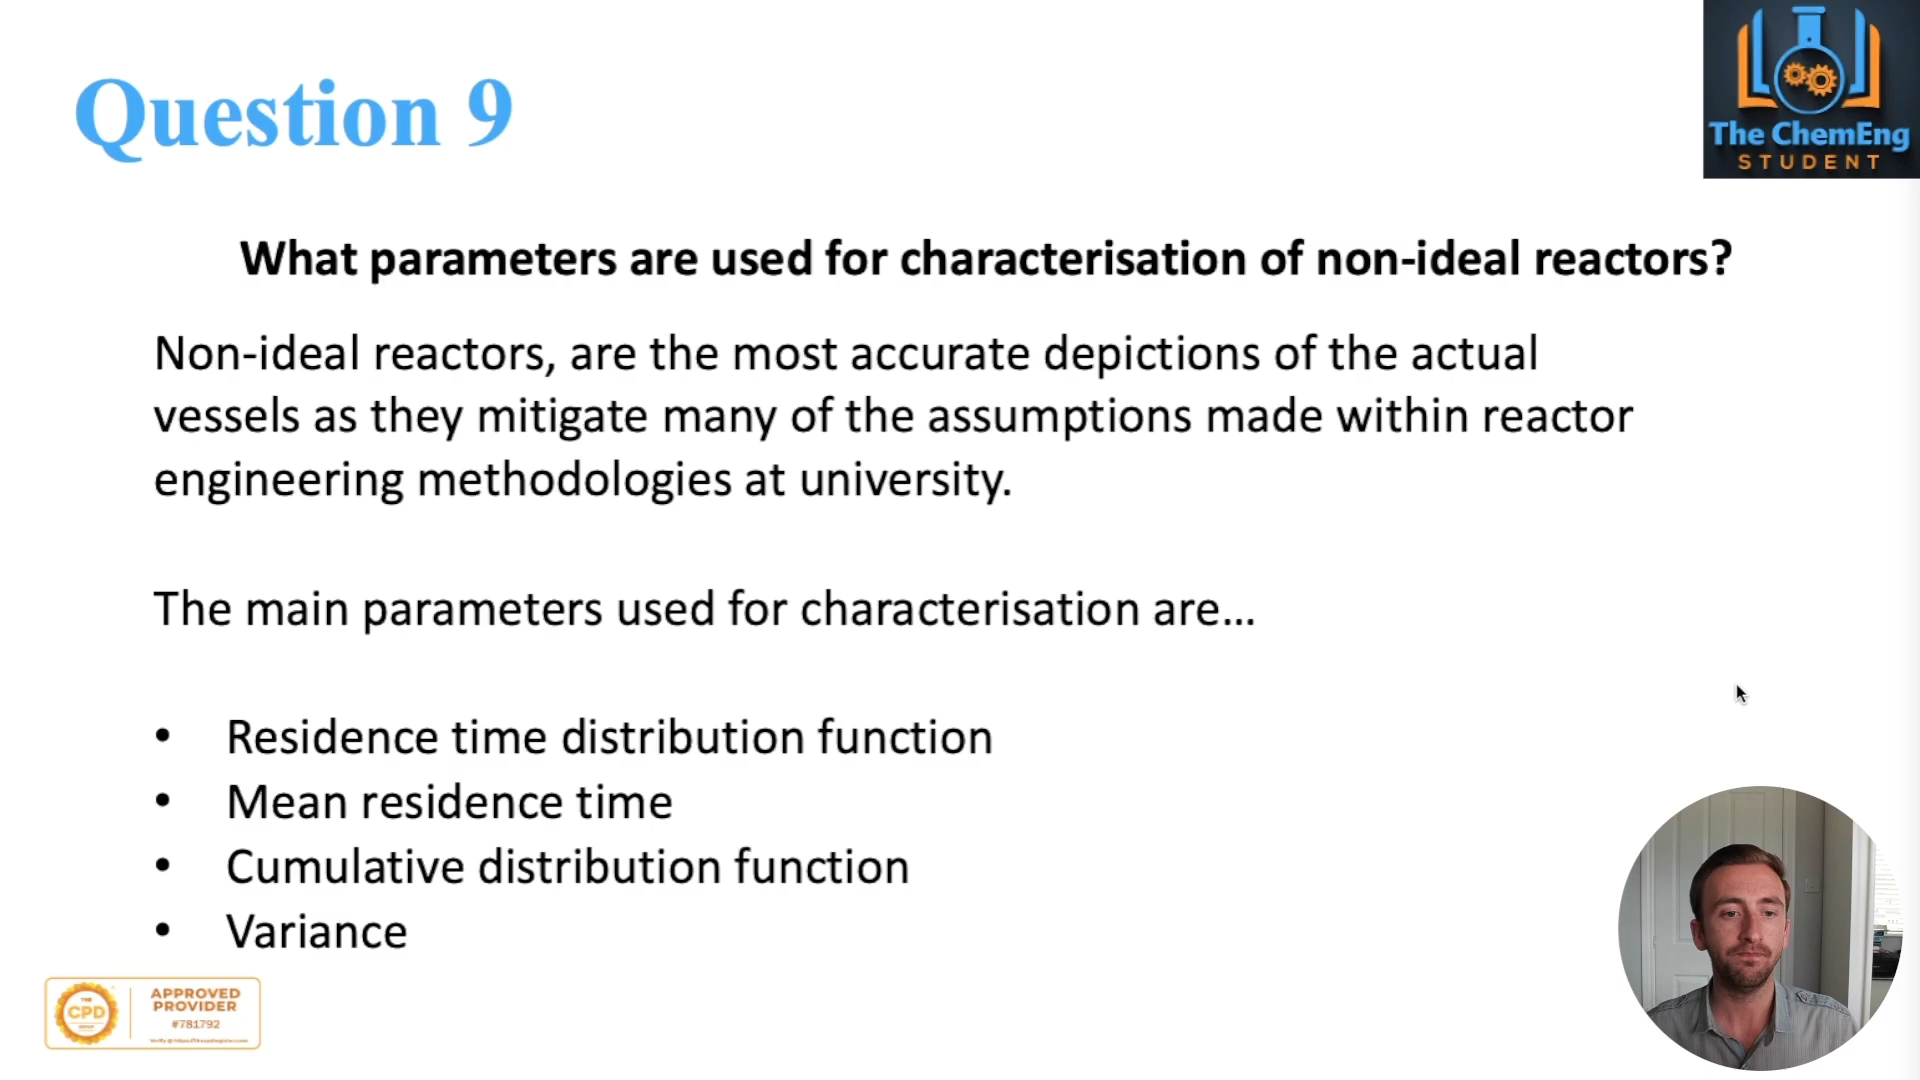 Question 9
The ChemEng
STUDENT
What parameters are used for characterisation of non-ideal reactors?
Non-ideal reactors, are the most accurate depictions of the actual
vessels as they mitigate many of the assumptions made within reactor
engineering methodologies at university.
The main parameters used for characterisation are...
• Residence time distribution function
• Mean residence time
• Cumulative distribution function
• Variance
THE
CPD
GROUP
APPROVED
PROVIDER
#781792